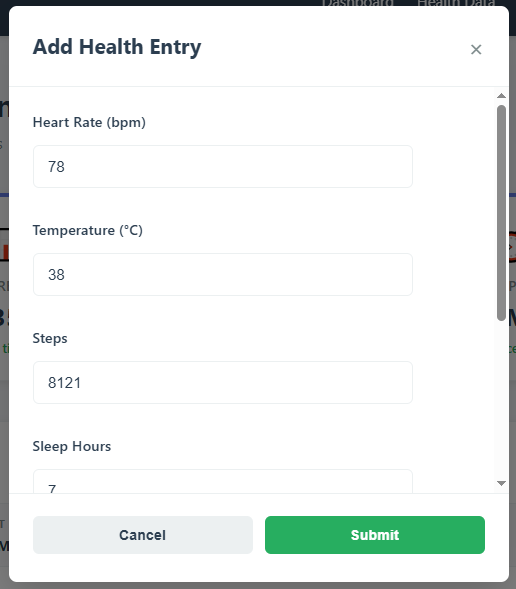 Dashboard Health Data
Add Health Entry
×
Heart Rate (bpm)
78
Temperature (°C)
38
Steps
8121
Sleep Hours
7
Cancel
Submit